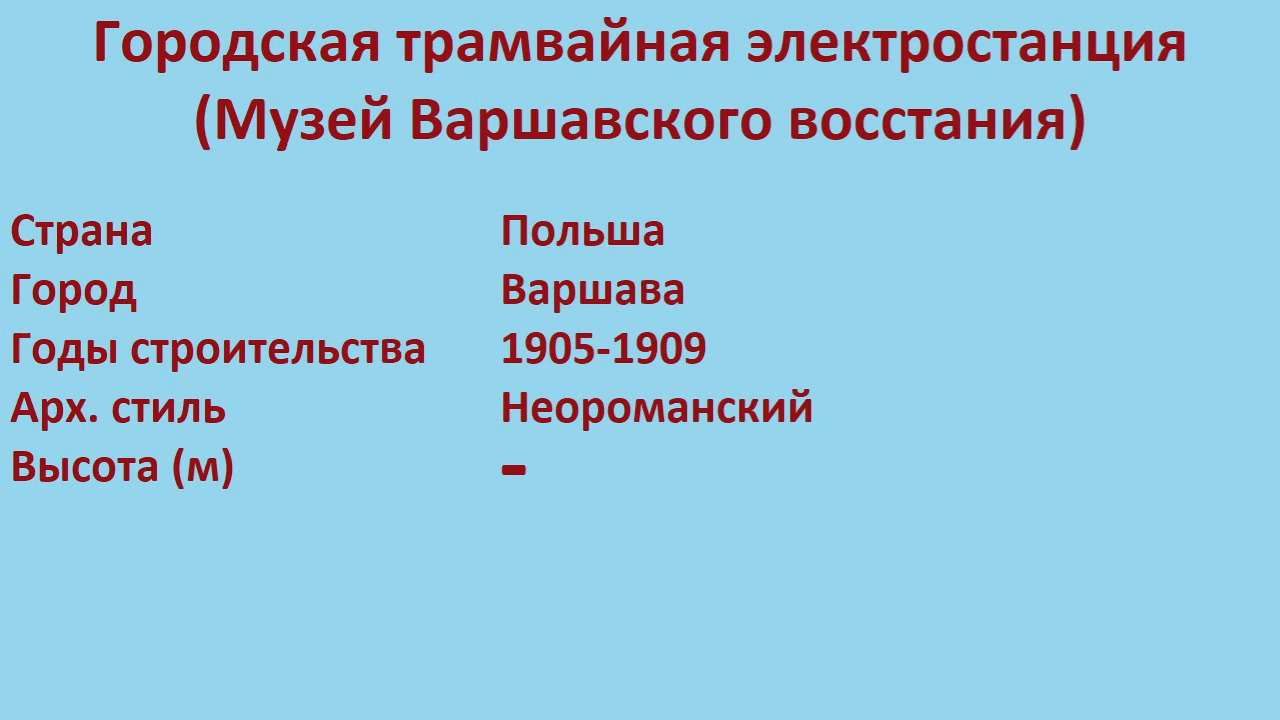 Городская трамвайная электростанция
(Музей Варшавского восстания)
Страна Польша
Город Варшава
Годы строительства 1905-1909
Арх. стиль Неороманский
Высота (м) -